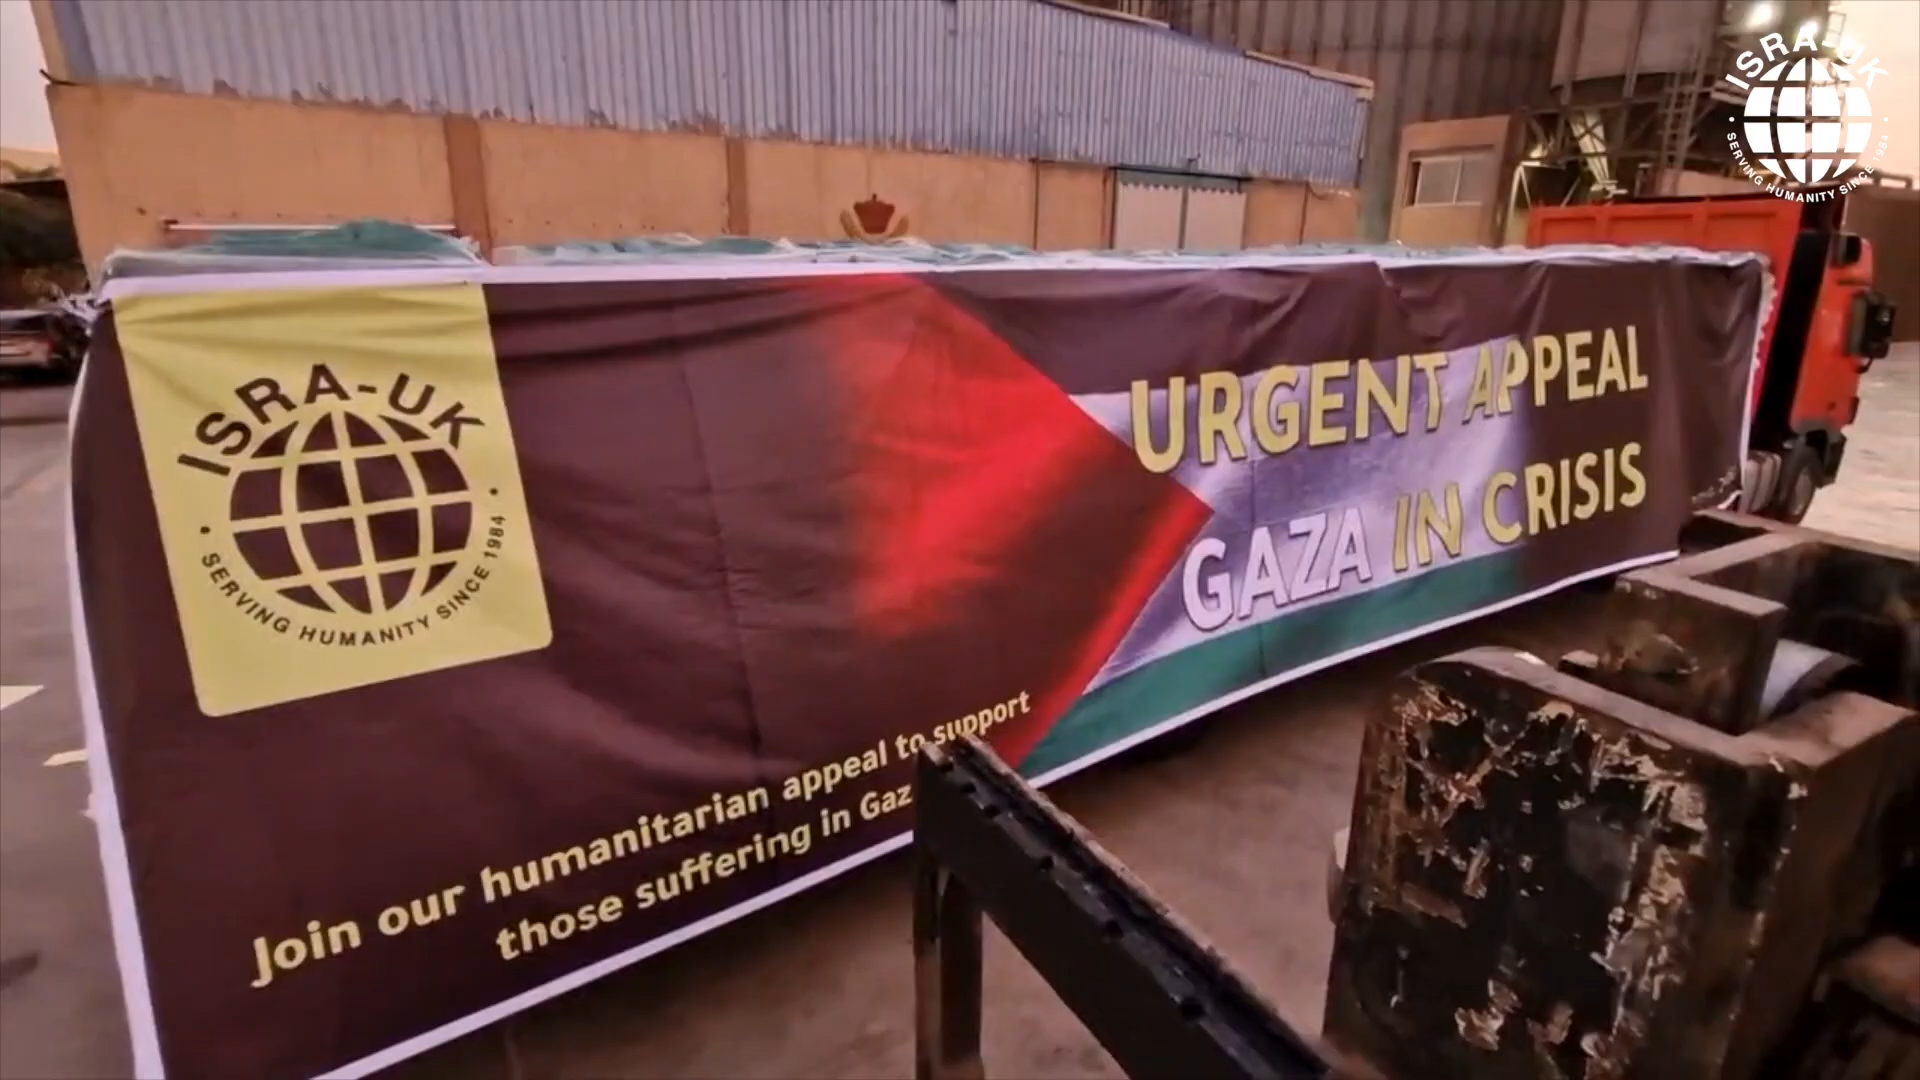 ISRA-UK
SERVING HUMANITY SINCE 1984
ISRA-UK
SERVING HUMANITY SINCE 1984
URGENT APPEAL
GAZA IN CRISIS
Join our humanitarian appeal to support
those suffering in Gaz